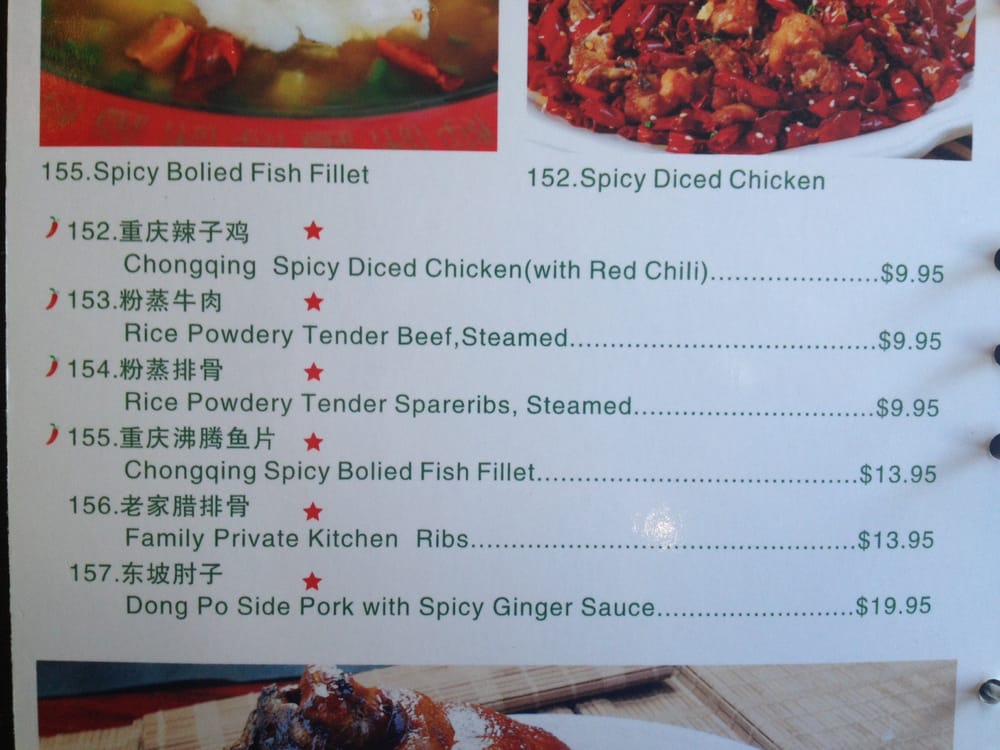 155.Spicy Bolied Fish Fillet
152.Spicy Diced Chicken
152.重庆辣子鸡
Chongqing Spicy Diced Chicken(with Red Chili)......................$9.95
153.粉蒸牛肉
Rice Powdery Tender Beef,Steamed......................................$9.95
154.粉蒸排骨
Rice Powdery Tender Spareribs, Steamed..............................$9.95
155.重庆沸腾鱼片
Chongqing Spicy Bolied Fish Fillet........................................$13.95
156.老家腊排骨
Family Private Kitchen Ribs................................................$13.95
157.东坡肘子
Dong Po Side Pork with Spicy Ginger Sauce.........................$19.95